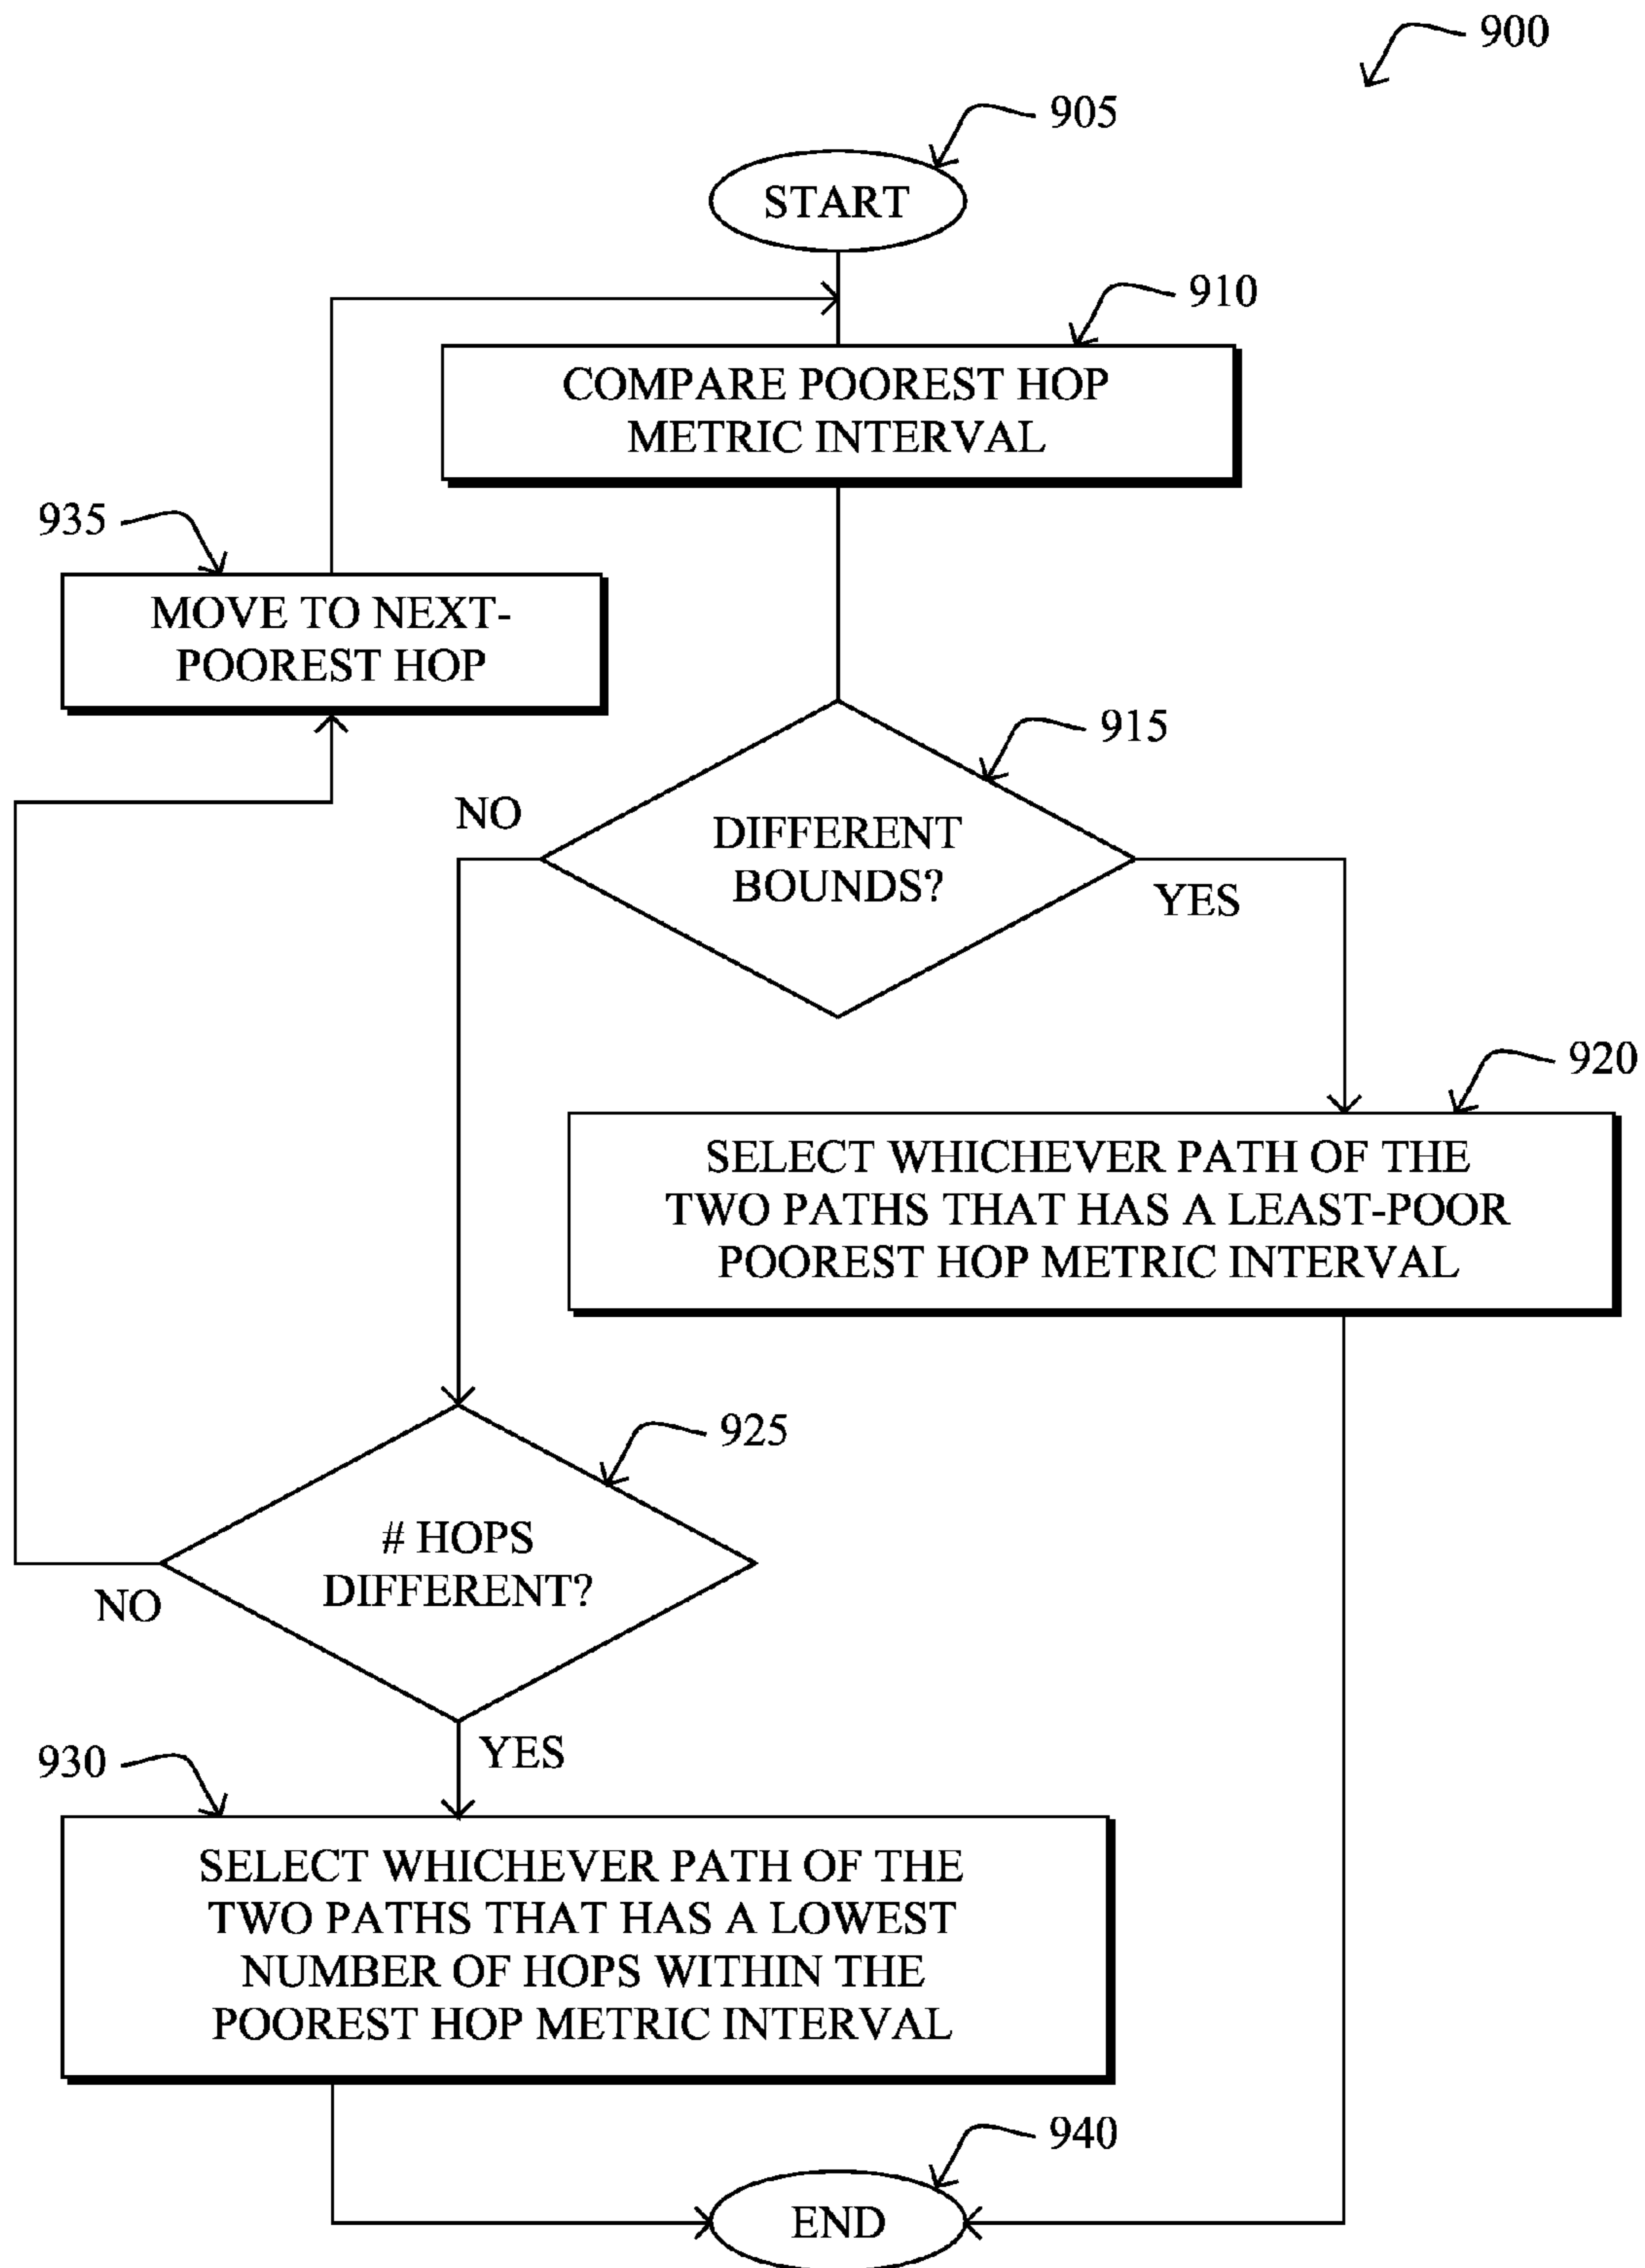 900
905
START
910
COMPARE POOREST HOP
METRIC INTERVAL
935
MOVE TO NEXT-
POOREST HOP
915
NO
DIFFERENT
BOUNDS?
YES
920
SELECT WHICHEVER PATH OF THE
TWO PATHS THAT HAS A LEAST-POOR
POOREST HOP METRIC INTERVAL
925
# HOPS
DIFFERENT?
NO
YES
930
SELECT WHICHEVER PATH OF THE
TWO PATHS THAT HAS A LOWEST
NUMBER OF HOPS WITHIN THE
POOREST HOP METRIC INTERVAL
940
END